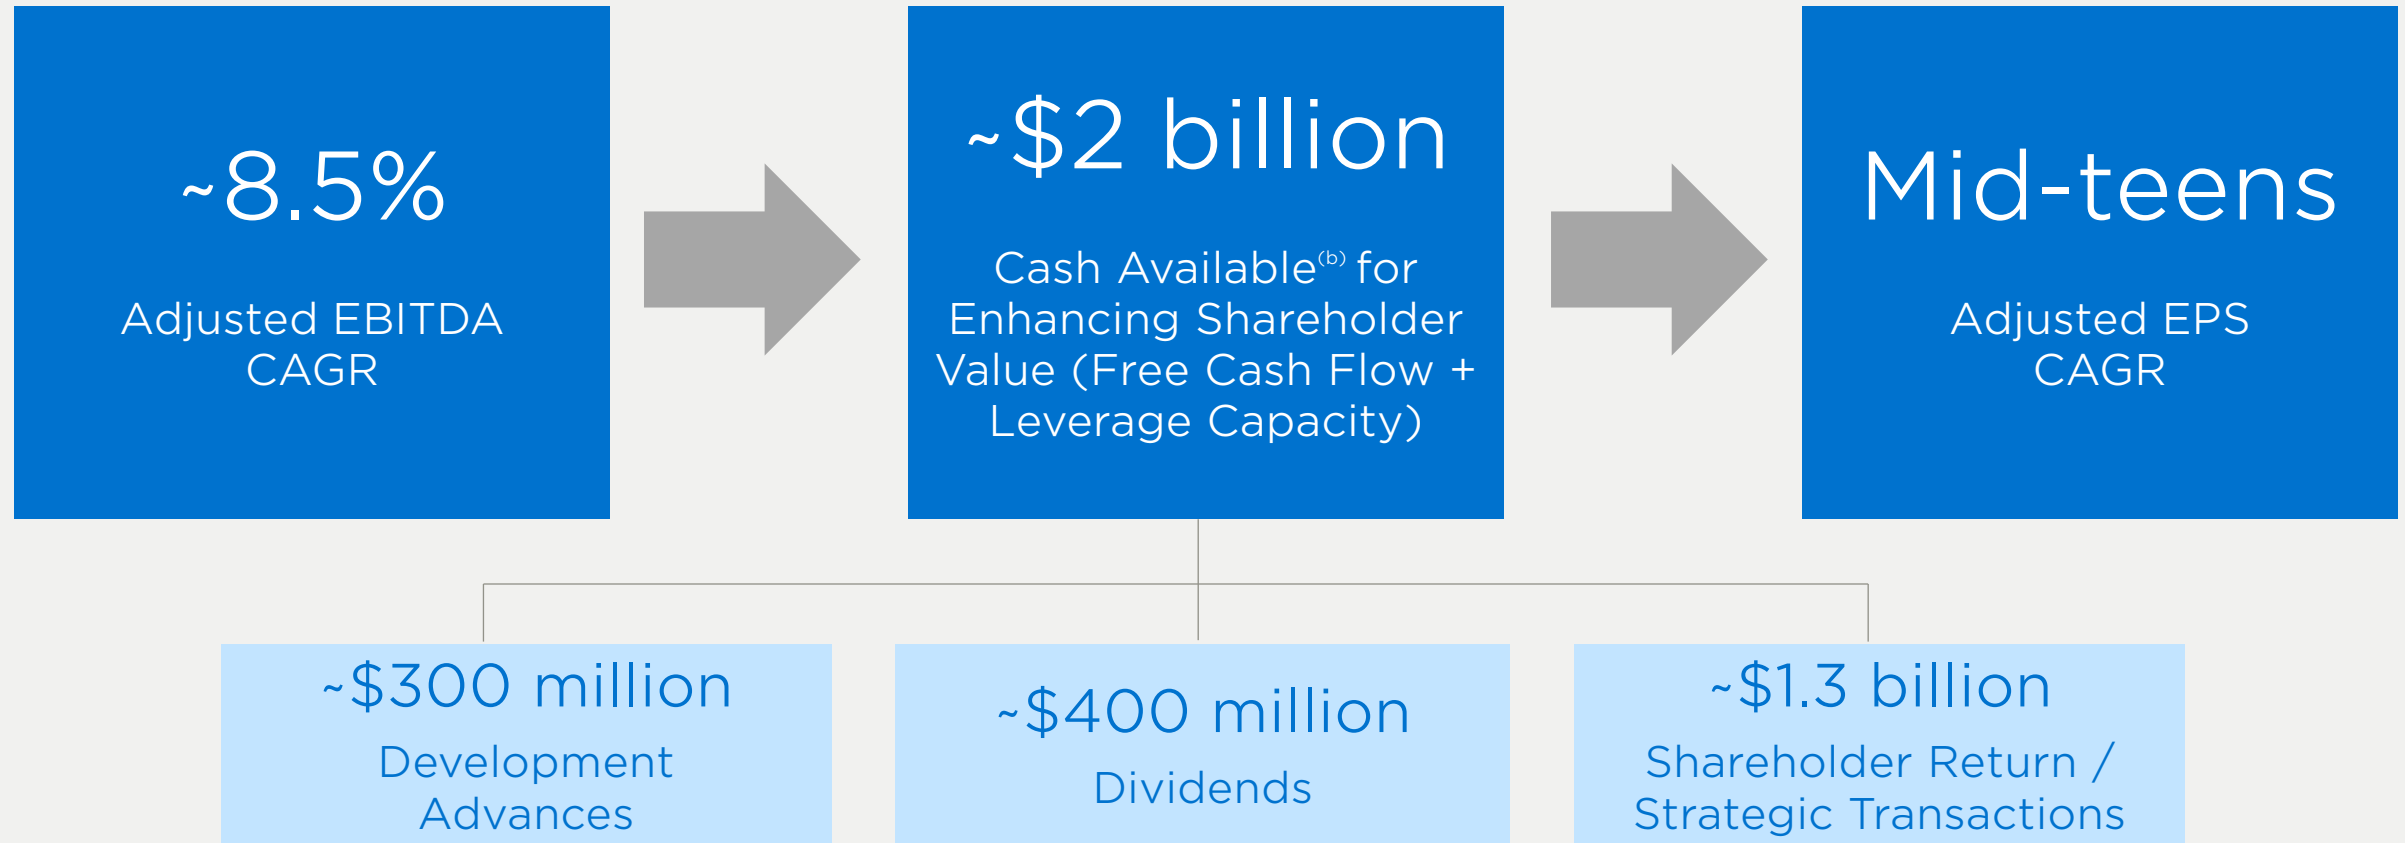 ~8.5%
Adjusted EBITDA
CAGR
~$2 billion
Cash Available(b) for
Enhancing Shareholder
Value (Free Cash Flow +
Leverage Capacity)
Mid-teens
Adjusted EPS
CAGR
~$300 million
Development
Advances
~$400 million
Dividends
~$1.3 billion
Shareholder Return /
Strategic Transactions